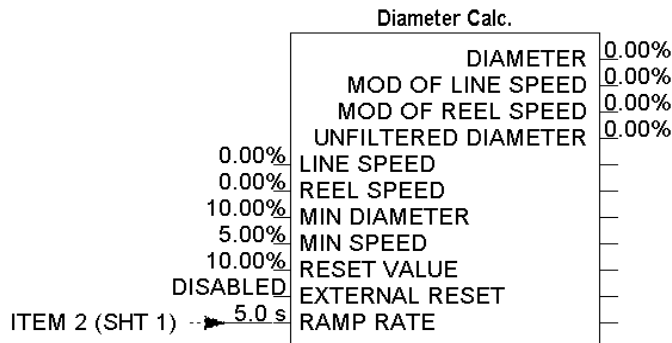 Diameter Calc.
DIAMETER 0.00%
MOD OF LINE SPEED 0.00%
MOD OF REEL SPEED 0.00%
UNFILTERED DIAMETER 0.00%
0.00% LINE SPEED
0.00% REEL SPEED
10.00% MIN DIAMETER
5.00% MIN SPEED
10.00% RESET VALUE
DISABLED EXTERNAL RESET
ITEM 2 (SHT 1) 5.0 s RAMP RATE